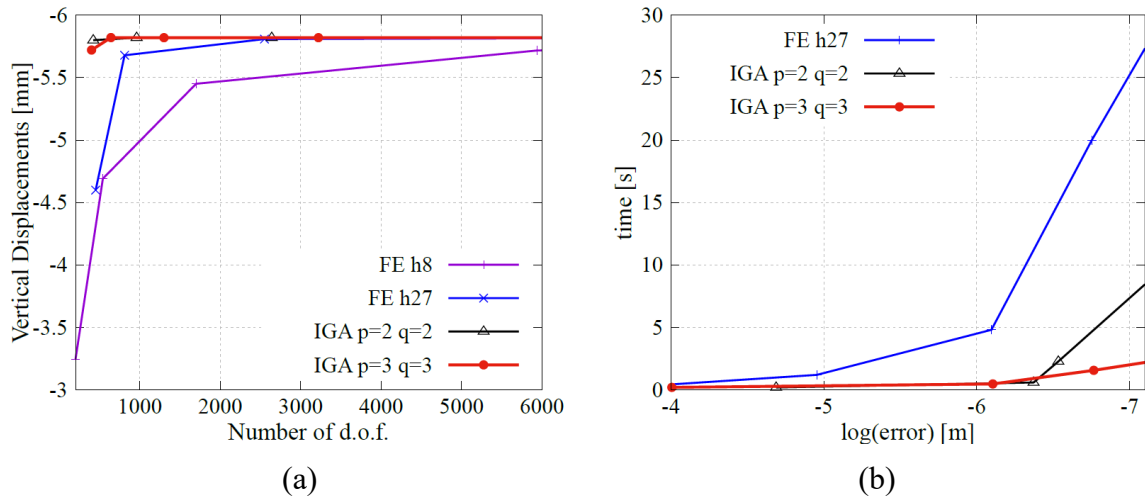 -6
-5.5
-5
-4.5
-4
-3.5
-3
Vertical Displacements [mm]
1000 2000 3000 4000 5000 6000
Number of d.o.f.
FE h8
FE h27
IGA p=2 q=2
IGA p=3 q=3
(a)
30
25
20
15
10
5
0
time [s]
-4 -5 -6 -7
log(error) [m]
FE h27
IGA p=2 q=2
IGA p=3 q=3
(b)